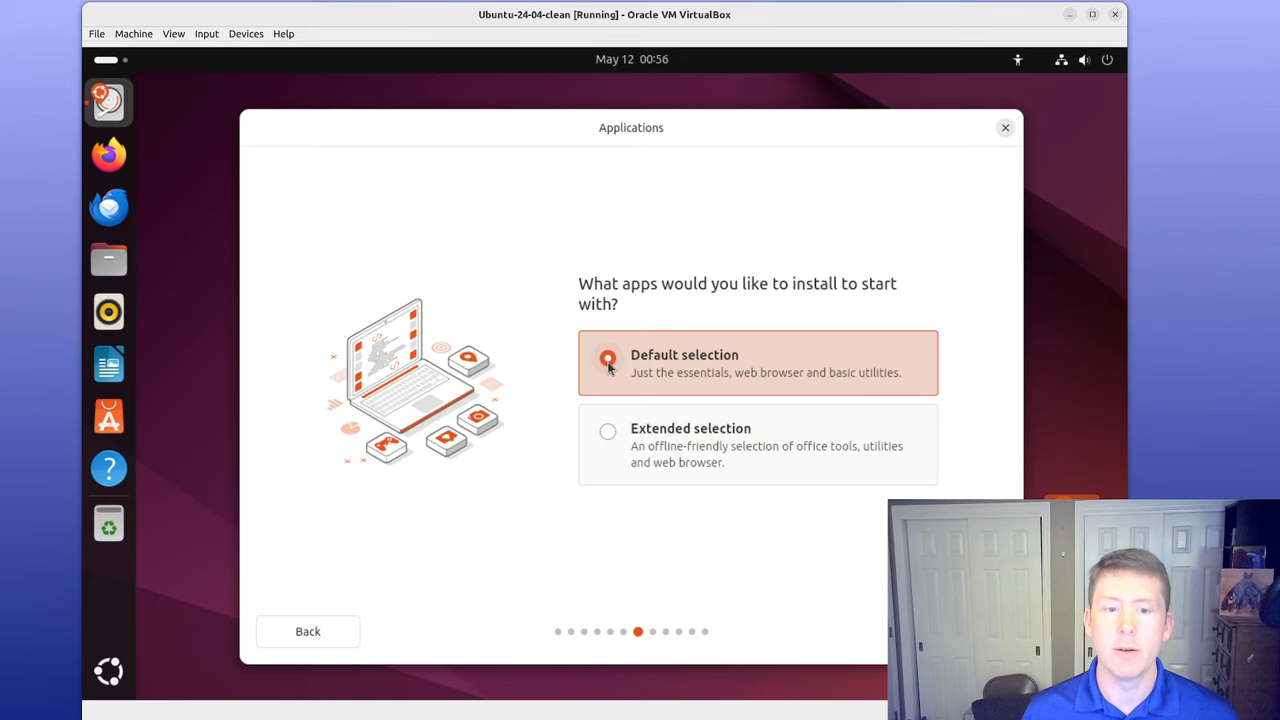 Ubuntu-24-04-clean [Running] - Oracle VM VirtualBox
File Machine View Input Devices Help
May 12 00:56
Applications
What apps would you like to install to start
with?
Default selection
Just the essentials, web browser and basic utilities.
Extended selection
An offline-friendly selection of office tools, utilities
and web browser.
Back